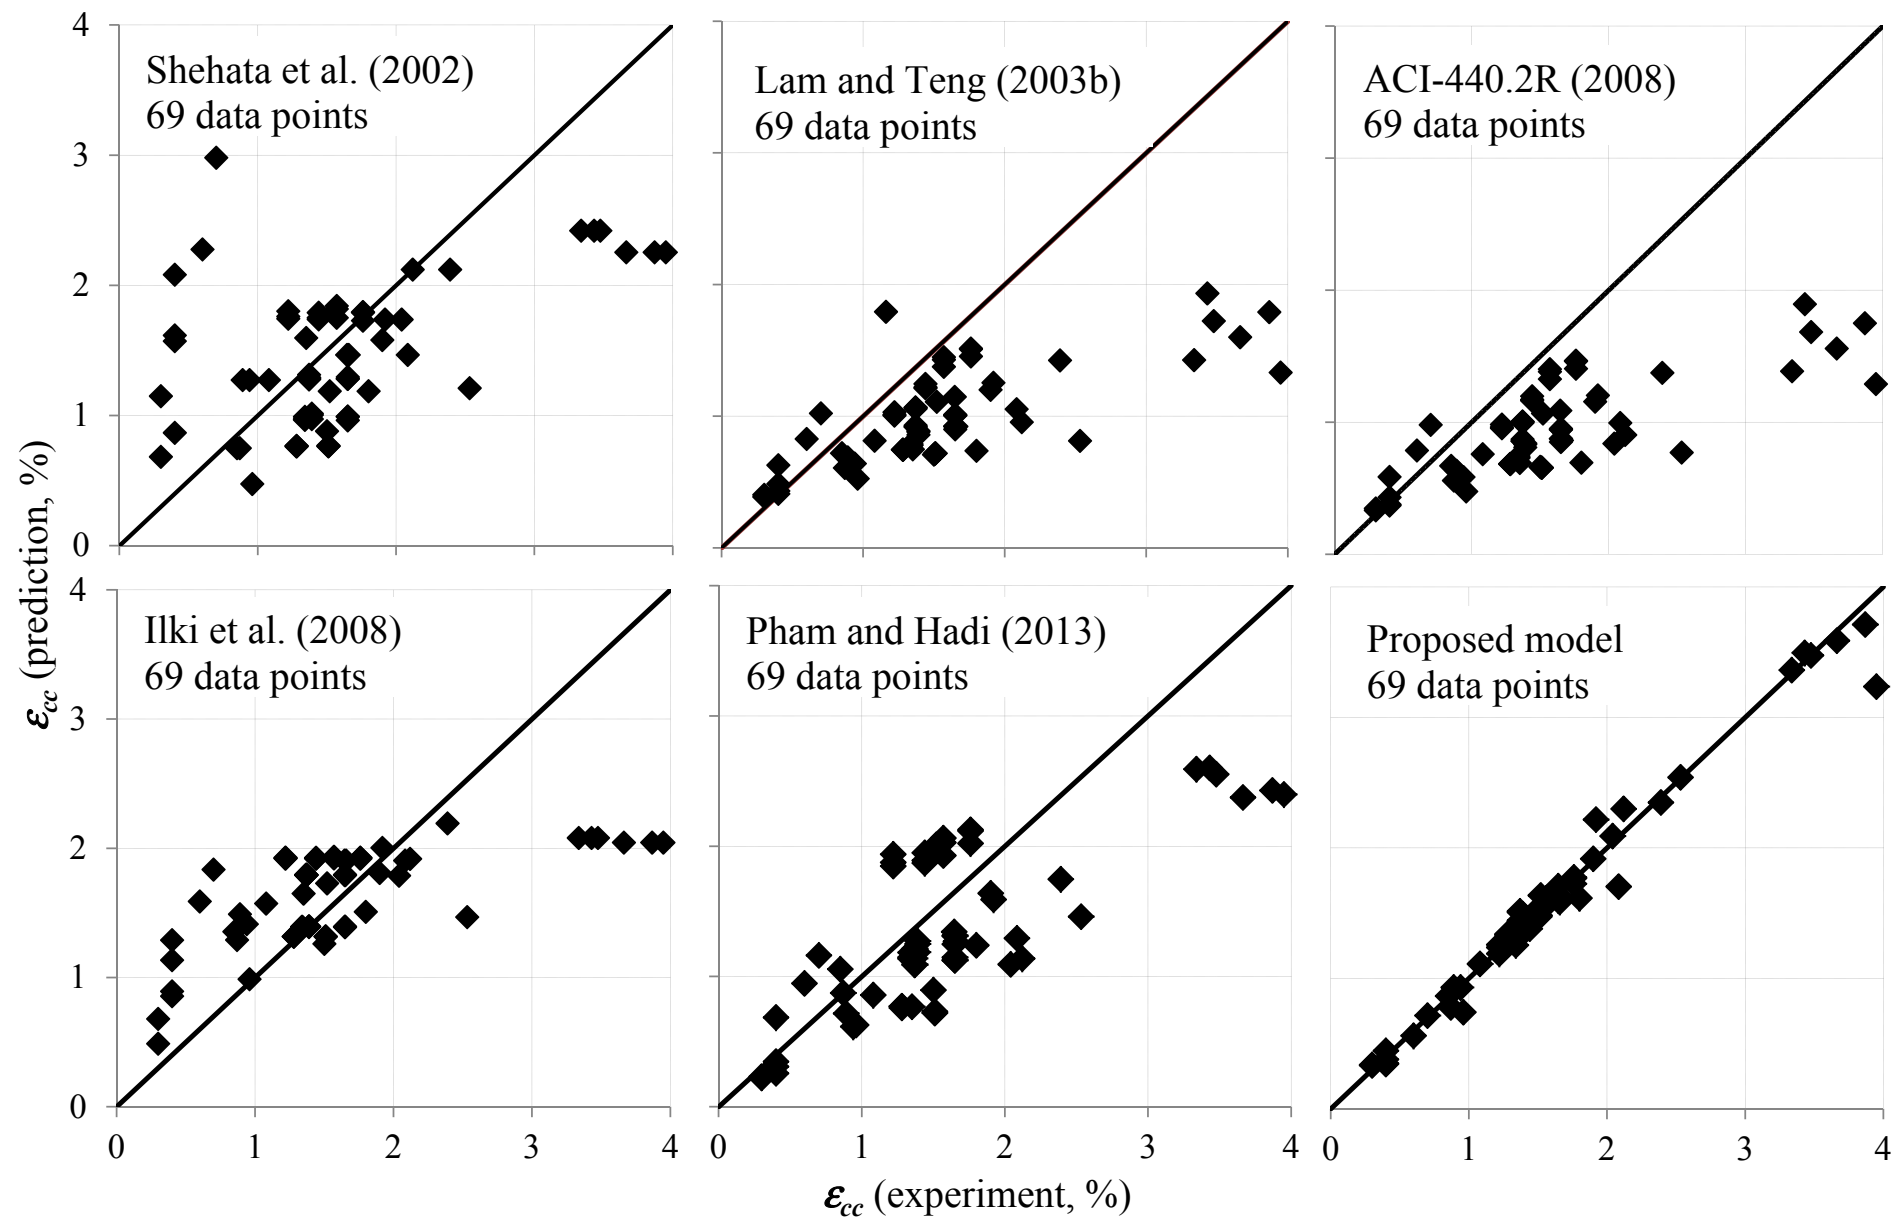 4
3
2
1
0
Shehata et al. (2002)
69 data points
Lam and Teng (2003b)
69 data points
ACI-440.2R (2008)
69 data points
εcc (prediction, %)
4
3
2
1
0
Ilki et al. (2008)
69 data points
Pham and Hadi (2013)
69 data points
Proposed model
69 data points
0 1 2 3 4
0 1 2 3 4
0 1 2 3 4
εcc (experiment, %)